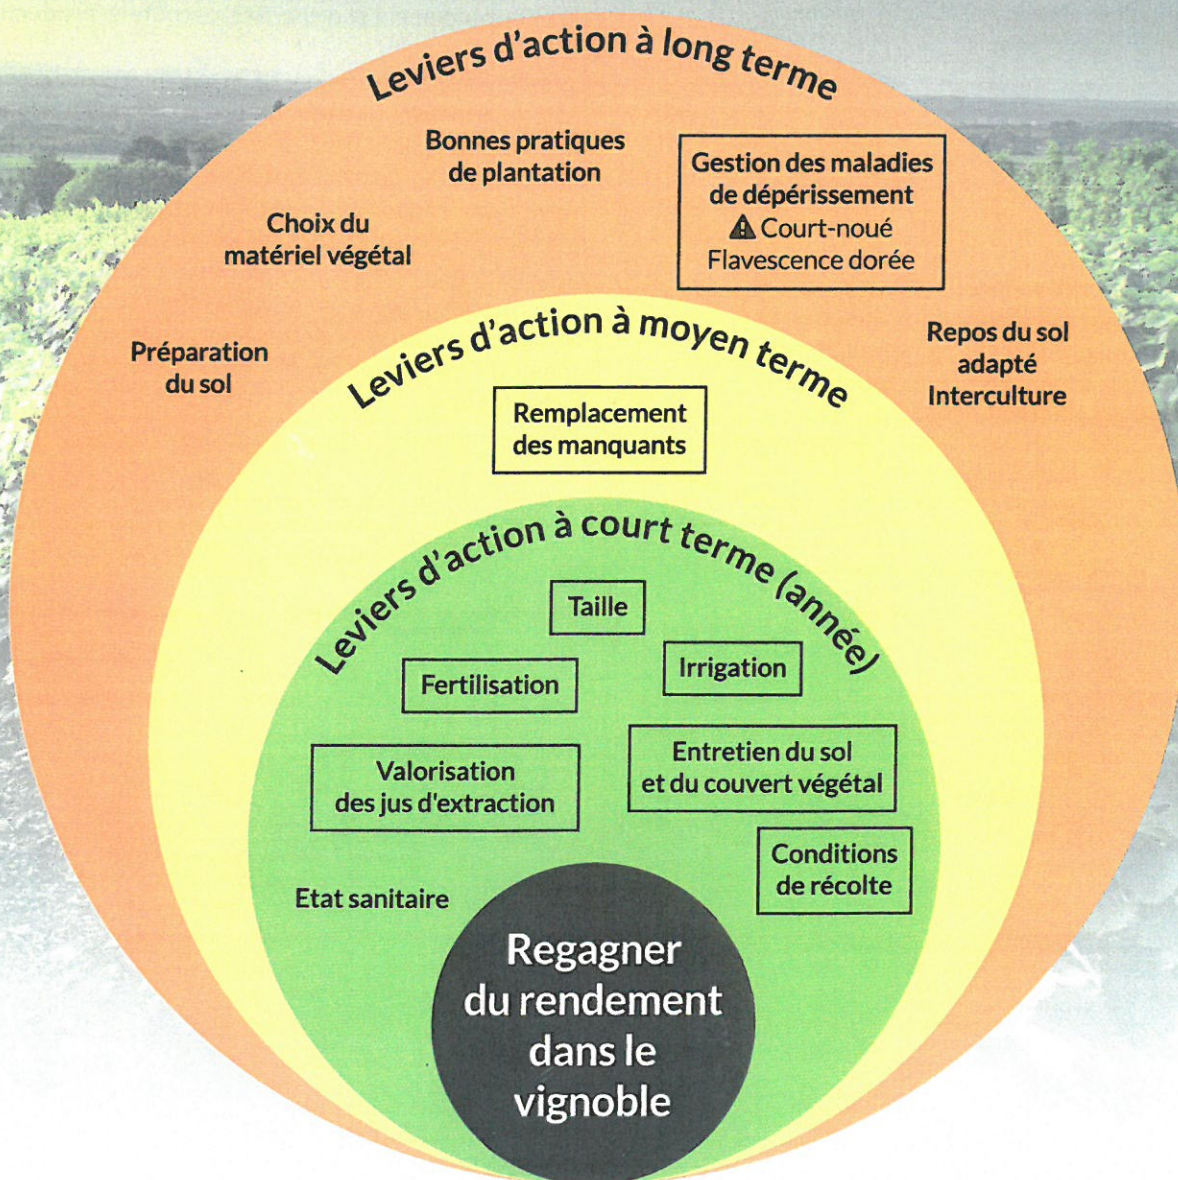 Leviers d'action à long terme
Bonnes pratiques
de plantation
Gestion des maladies
de dépérissement
⚠ Court-noué
Flavescence dorée
Choix du
matériel végétal
Préparation
du sol
Repos du sol
adapté
Interculture
Leviers d'action à moyen terme
Remplacement
des manquants
Leviers d'action à court terme (année)
Taille
Irrigation
Fertilisation
Entretien du sol
et du couvert végétal
Valorisation
des jus d'extraction
Conditions
de récolte
Etat sanitaire
Regagner
du rendement
dans le
vignoble